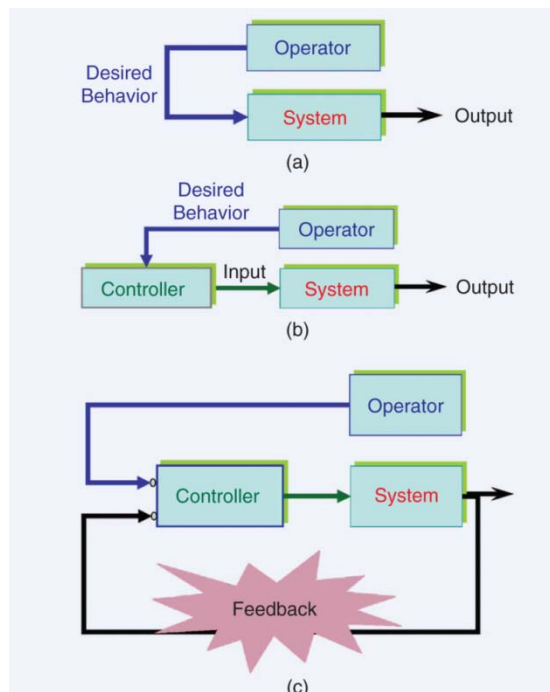 Operator
Desired
Behavior
System
Output
(a)
Desired
Behavior
Operator
Input
Controller
System
Output
(b)
Operator
Controller
System
Feedback
(c)